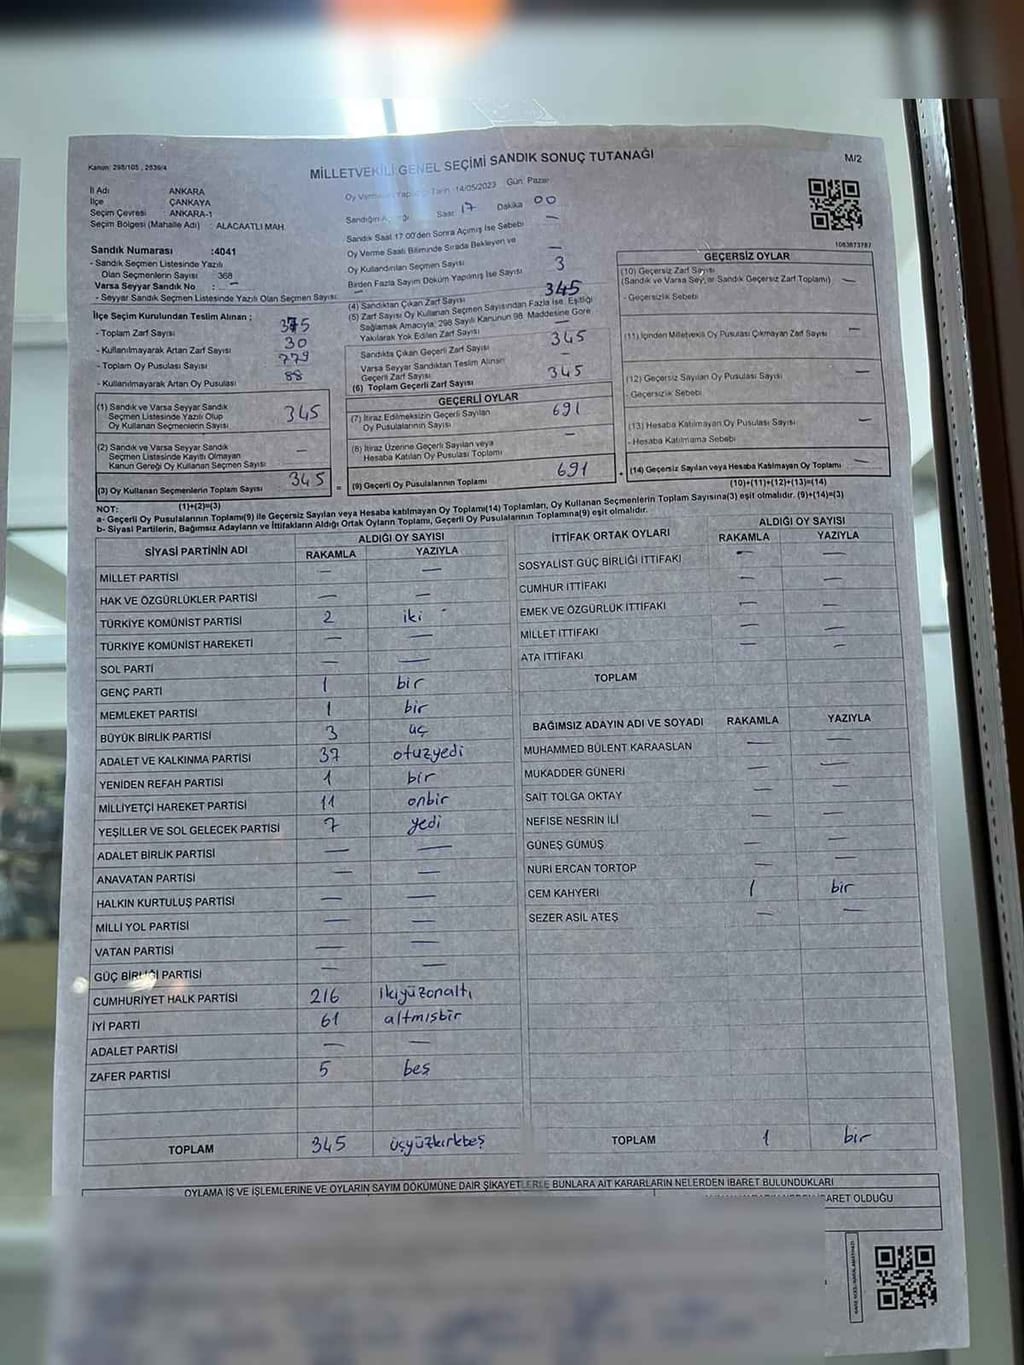 Kanun: 298/105 , 2839/4
MİLLETVEKİLİ GENEL SEÇİMİ SANDIK SONUÇ TUTANAĞI
M/2
İl Adı ANKARA
İlçe ÇANKAYA
Seçim Çevresi ANKARA-1
Seçim Bölgesi (Mahalle Adı) : ALACAATLI MAH.
Sandık Numarası :4041
- Sandık Seçmen Listesinde Yazılı
Olan Seçmenlerin Sayısı : 368
Varsa Seyyar Sandık No : —
- Seyyar Sandık Seçmen Listesinde Yazılı Olan Seçmen Sayısı: —
Oy Verme Tarih 14/05/2023 Gün Pazar
Sandığın Saat 17 Dakika 00
Sandık Saat 17:00'den Sonra Açımış İse Sebebi —
Oy Verme Saati Bitiminde Sırada Bekleyen ve
Oy Kullandırılan Seçmen Sayısı —
Birden Fazla Sayım Döküm Yapılmış İse Sayısı 3
1083873787
İlçe Seçim Kurulundan Teslim Alınan ;
- Toplam Zarf Sayısı 375
- Kullanılmayarak Artan Zarf Sayısı 30
- Toplam Oy Pusulası Sayısı 779
- Kullanılmayarak Artan Oy Pusulası 88
(4) Sandıktan Çıkan Zarf Sayısı 345
(5) Zarf Sayısı Oy Kullanan Seçmen Sayısından Fazla İse, Eşitliği
Sağlamak Amacıyla; 298 Sayılı Kanunun 98. Maddesine Göre
Yakılarak Yok Edilen Zarf Sayısı
Sandıkta Çıkan Geçerli Zarf Sayısı 345
Varsa Seyyar Sandıktan Teslim Alınan
Geçerli Zarf Sayısı —
(6) Toplam Geçerli Zarf Sayısı 345
GEÇERSİZ OYLAR
(10) Geçersiz Zarf Sayısı
(Sandık ve Varsa Seyyar Sandık Geçersiz Zarf Toplamı) —
- Geçersizlik Sebebi
(11) İçinden Milletvekili Oy Pusulası Çıkmayan Zarf Sayısı —
(12) Geçersiz Sayılan Oy Pusulası Sayısı —
- Geçersizlik Sebebi
(13) Hesaba Katılmayan Oy Pusulası Sayısı —
- Hesaba Katılmama Sebebi
(14) Geçersiz Sayılan veya Hesaba Katılmayan Oy Toplamı —
(10)+(11)+(12)+(13)=(14)
(1) Sandık ve Varsa Seyyar Sandık
Seçmen Listesinde Yazılı Olup
Oy Kullanan Seçmenlerin Sayısı 345
(2) Sandık ve Varsa Seyyar Sandık
Seçmen Listesinde Kayıtlı Olmayan
Kanun Gereği Oy Kullanan Seçmen Sayısı —
(3) Oy Kullanan Seçmenlerin Toplam Sayısı 345
(1)+(2)=(3)
GEÇERLİ OYLAR
(7) İtiraz Edilmeksizin Geçerli Sayılan
Oy Pusulalarının Sayısı 691
(8) İtiraz Üzerine Geçerli Sayılan veya
Hesaba Katılan Oy Pusulası Toplamı —
(9) Geçerli Oy Pusulalarının Toplamı 691
NOT:
a- Geçerli Oy Pusulalarının Toplamı(9) ile Geçersiz Sayılan veya Hesaba katılmayan Oy Toplamı(14) Toplamları, Oy Kullanan Seçmenlerin Toplam Sayısına(3) eşit olmalıdır. (9)+(14)=(3)
b- Siyasi Partilerin, Bağımsız Adayların ve İttifakların Aldığı Ortak Oyların Toplamı, Geçerli Oy Pusulalarının Toplamına(9) eşit olmalıdır.
SİYASİ PARTİNİN ADI ALDIĞI OY SAYISI
RAKAMLA YAZIYLA
MİLLET PARTİSİ — —
HAK VE ÖZGÜRLÜKLER PARTİSİ — —
TÜRKİYE KOMÜNİST PARTİSİ 2 iki
TÜRKİYE KOMÜNİST HAREKETİ — —
SOL PARTİ — —
GENÇ PARTİ 1 bir
MEMLEKET PARTİSİ 1 bir
BÜYÜK BİRLİK PARTİSİ 3 üç
ADALET VE KALKINMA PARTİSİ 37 otuzyedi
YENİDEN REFAH PARTİSİ 1 bir
MİLLİYETÇİ HAREKET PARTİSİ 11 onbir
YEŞİLLER VE SOL GELECEK PARTİSİ 7 yedi
ADALET BİRLİK PARTİSİ — —
ANAVATAN PARTİSİ — —
HALKIN KURTULUŞ PARTİSİ — —
MİLLİ YOL PARTİSİ — —
VATAN PARTİSİ — —
GÜÇ BİRLİĞİ PARTİSİ — —
CUMHURİYET HALK PARTİSİ 216 ikiyüzonaltı
İYİ PARTİ 61 altmışbir
ADALET PARTİSİ — —
ZAFER PARTİSİ 5 beş
TOPLAM 345 üçyüzkırkbeş
İTTİFAK ORTAK OYLARI ALDIĞI OY SAYISI
RAKAMLA YAZIYLA
SOSYALİST GÜÇ BİRLİĞİ İTTİFAKI — —
CUMHUR İTTİFAKI — —
EMEK VE ÖZGÜRLÜK İTTİFAKI — —
MİLLET İTTİFAKI — —
ATA İTTİFAKI — —
TOPLAM
BAĞIMSIZ ADAYIN ADI VE SOYADI RAKAMLA YAZIYLA
MUHAMMED BÜLENT KARAASLAN — —
MUKADDER GÜNERİ — —
SAİT TOLGA OKTAY — —
NEFİSE NESRİN İLİ — —
GÜNEŞ GÜMÜŞ — —
NURİ ERCAN TORTOP — —
CEM KAHYERİ 1 bir
SEZER ASİL ATEŞ — —
TOPLAM 1 bir
OYLAMA İŞ VE İŞLEMLERİNE VE OYLARIN SAYIM DÖKÜMÜNE DAİR ŞİKAYETLERLE BUNLARA AİT KARARLARIN NELERDEN İBARET BULUNDUKLARI
İBARET OLDUĞU